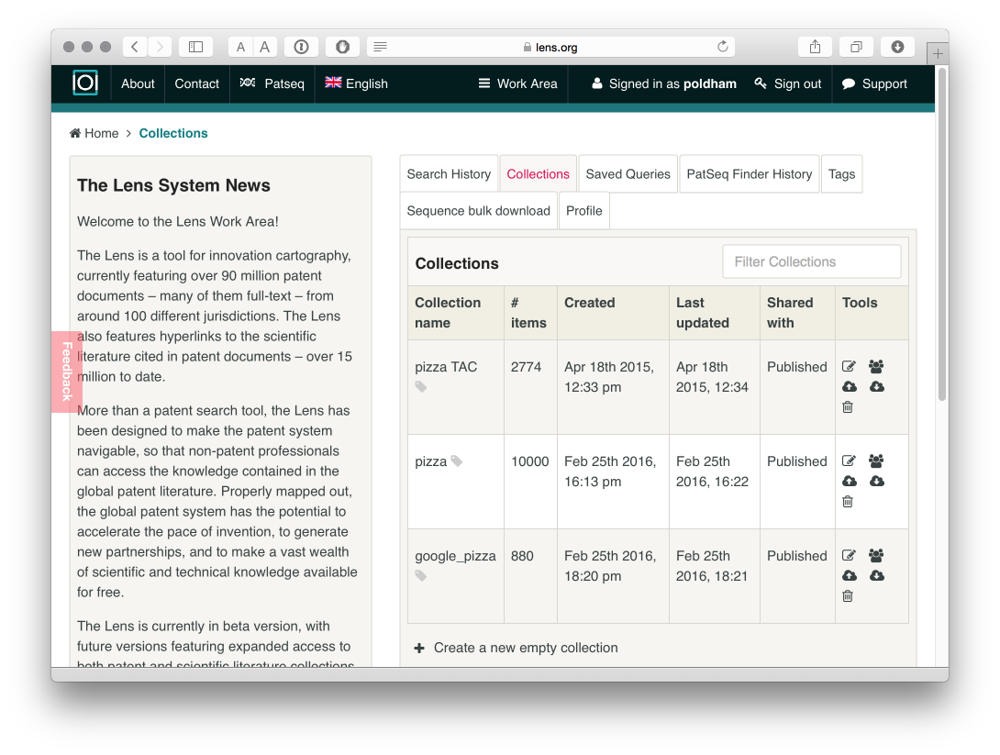 A A
lens.org
About Contact Patseq English Work Area Signed in as poldham Sign out Support
Home > Collections
The Lens System News
Welcome to the Lens Work Area!
The Lens is a tool for innovation cartography,
currently featuring over 90 million patent
documents – many of them full-text – from
around 100 different jurisdictions. The Lens
also features hyperlinks to the scientific
literature cited in patent documents – over 15
million to date.
More than a patent search tool, the Lens has
been designed to make the patent system
navigable, so that non-patent professionals
can access the knowledge contained in the
global patent literature. Properly mapped out,
the global patent system has the potential to
accelerate the pace of invention, to generate
new partnerships, and to make a vast wealth
of scientific and technical knowledge available
for free.
The Lens is currently in beta version, with
future versions featuring expanded access to
both patent and scientific literature collections
Feedback
Search History Collections Saved Queries PatSeq Finder History Tags
Sequence bulk download Profile
Collections Filter Collections
Collection # Created Last Shared Tools
name items updated with
pizza TAC 2774 Apr 18th 2015, Apr 18th Published
12:33 pm 2015, 12:34
pizza 10000 Feb 25th 2016, Feb 25th Published
16:13 pm 2016, 16:22
google_pizza 880 Feb 25th 2016, Feb 25th Published
18:20 pm 2016, 18:21
+ Create a new empty collection